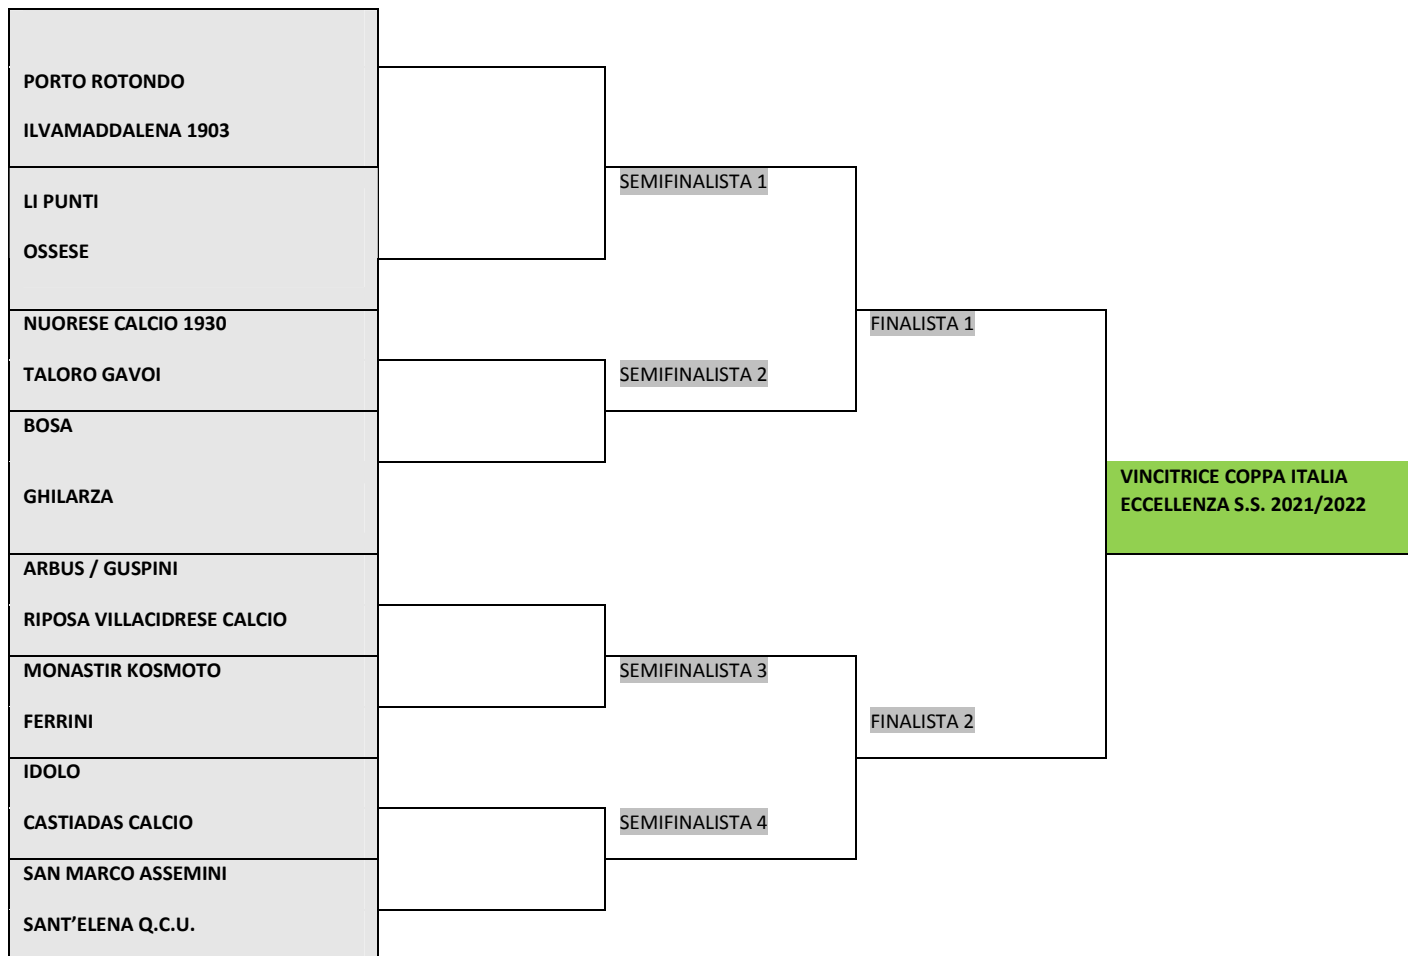 PORTO ROTONDO
ILVAMADDALENA 1903
LI PUNTI
OSSESE
NUORESE CALCIO 1930
TALORO GAVOI
BOSA
GHILARZA
ARBUS / GUSPINI
RIPOSA VILLACIDRESE CALCIO
MONASTIR KOSMOTO
FERRINI
IDOLO
CASTIADAS CALCIO
SAN MARCO ASSEMINI
SANT’ELENA Q.C.U.
SEMIFINALISTA 1
SEMIFINALISTA 2
SEMIFINALISTA 3
SEMIFINALISTA 4
FINALISTA 1
FINALISTA 2
VINCITRICE COPPA ITALIA
ECCELLENZA S.S. 2021/2022